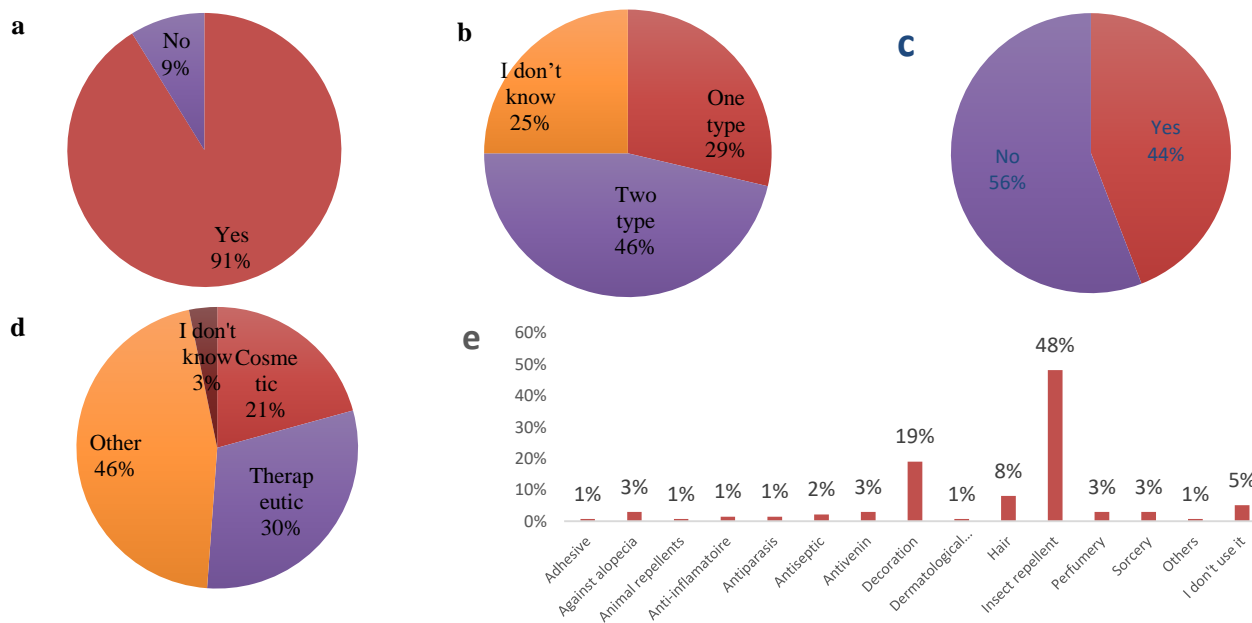 a
No
9%
Yes
91%
b
I don’t
know
25%
One
type
29%
Two
type
46%
c
Yes
44%
No
56%
d
I don't
know
3%
Cosme
tic
21%
Other
46%
Therap
eutic
30%
e
60%
50%
40%
30%
20%
10%
0%
1%
3%
1%
1%
1%
2%
3%
19%
1%
8%
48%
3%
3%
1%
5%
Adhesive
Against alopecia
Animal repellents
Anti-inflamatoire
Antiparasis
Antiseptic
Antivenin
Decoration
Dermatological...
Hair
Insect repellent
Perfumery
Sorcery
Others
I don't use it